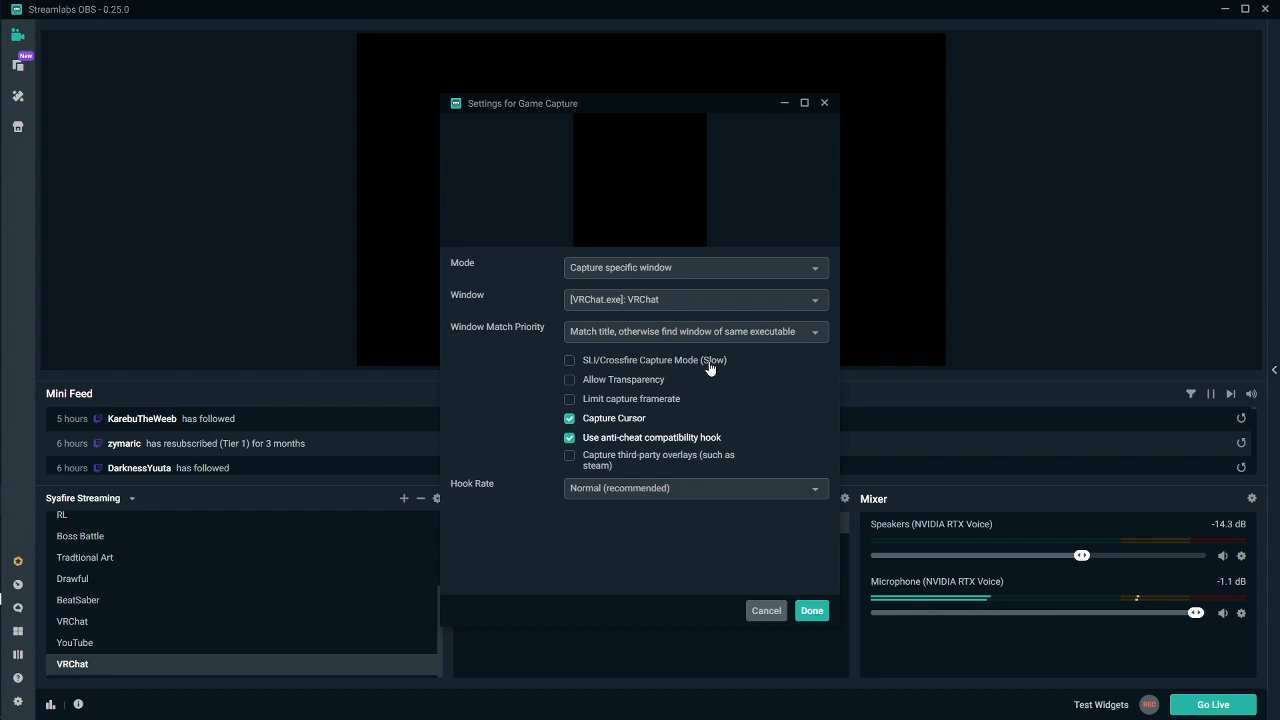 Streamlabs OBS - 0.25.0
New
Settings for Game Capture
Mode
Capture specific window
Window
[VRChat.exe]: VRChat
Window Match Priority
Match title, otherwise find window of same executable
SLI/Crossfire Capture Mode (Slow)
Allow Transparency
Limit capture framerate
Capture Cursor
Use anti-cheat compatibility hook
Capture third-party overlays (such as
steam)
Hook Rate
Normal (recommended)
Cancel
Done
Mini Feed
5 hours KarebuTheWeeb has followed
6 hours zymaric has resubscribed (Tier 1) for 3 months
6 hours DarknessYuuta has followed
Syafire Streaming
RL
Boss Battle
Tradtional Art
Drawful
BeatSaber
VRChat
YouTube
VRChat
Mixer
Speakers (NVIDIA RTX Voice) -14.3 dB
Microphone (NVIDIA RTX Voice) -1.1 dB
Test Widgets
REC
Go Live